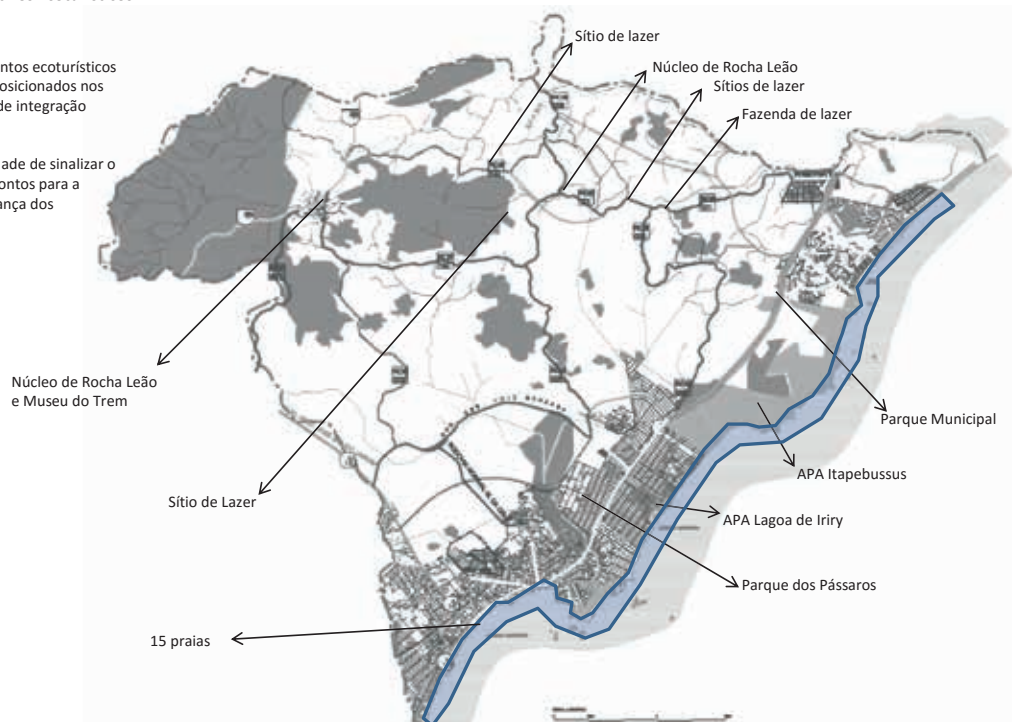 ntos ecoturísticos
osicionados nos
de integração
dade de sinalizar o
ontos para a
ança dos
Sítio de lazer
Núcleo de Rocha Leão
Sítios de lazer
Fazenda de lazer
Núcleo de Rocha Leão
e Museu do Trem
Sítio de Lazer
Parque Municipal
APA Itapebussus
APA Lagoa de Iriry
Parque dos Pássaros
15 praias